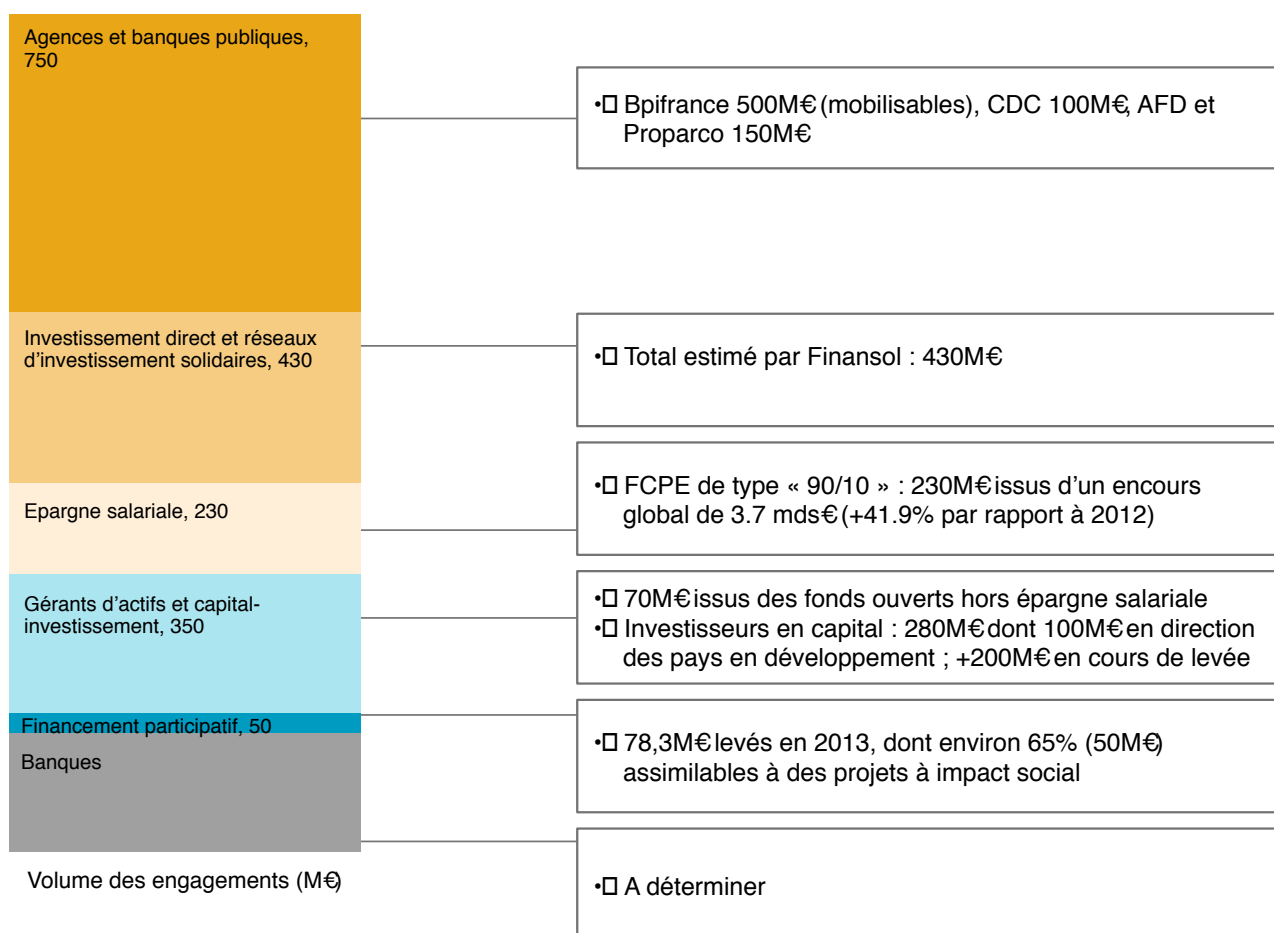 Agences et banques publiques,
750
•□ Bpifrance 500M€ (mobilisables), CDC 100M€, AFD et
Proparco 150M€
Investissement direct et réseaux
d’investissement solidaires, 430
•□ Total estimé par Finansol : 430M€
Epargne salariale, 230
•□ FCPE de type « 90/10 » : 230M€ issus d’un encours
global de 3.7 mds€ (+41.9% par rapport à 2012)
Gérants d’actifs et capital-
investissement, 350
•□ 70M€ issus des fonds ouverts hors épargne salariale
•□ Investisseurs en capital : 280M€ dont 100M€ en direction
des pays en développement ; +200M€ en cours de levée
Financement participatif, 50
•□ 78,3M€ levés en 2013, dont environ 65% (50M€)
assimilables à des projets à impact social
Banques
•□ A déterminer
Volume des engagements (M€)